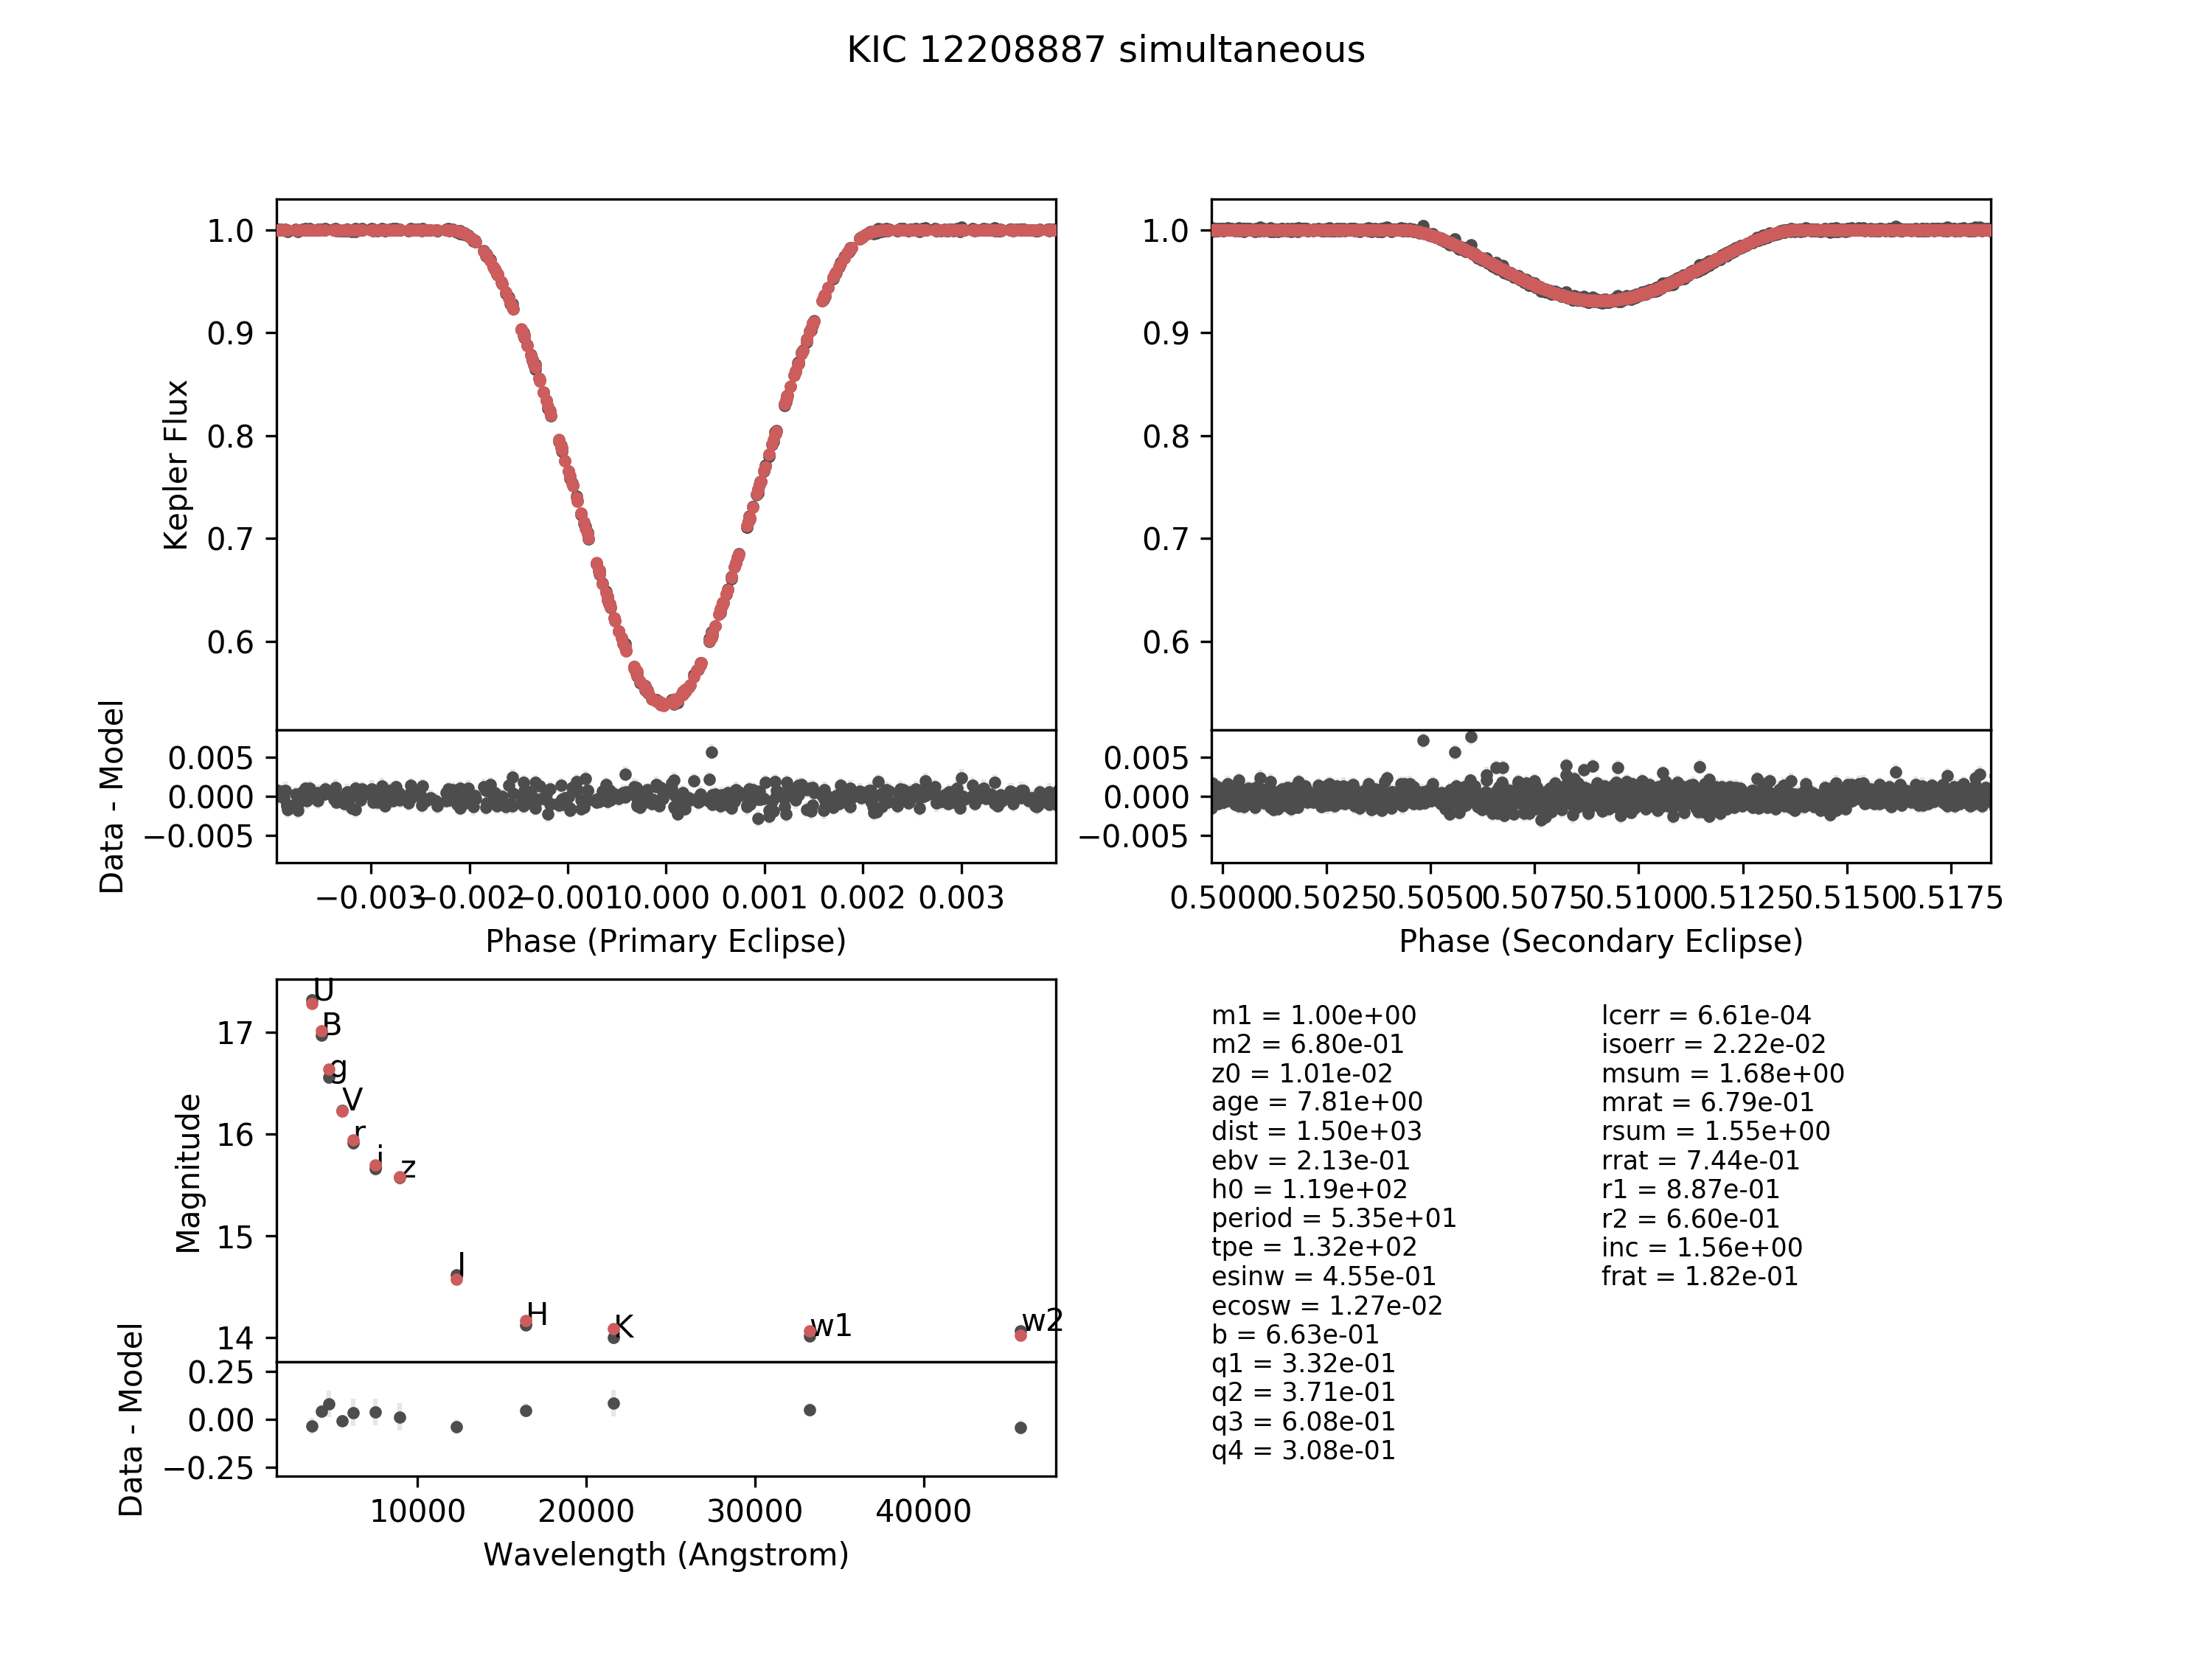 KIC 12208887 simultaneous
1.0
0.9
0.8
0.7
0.6
Kepler Flux
0.005
0.000
−0.005
Data - Model
−0.003 −0.002 −0.001 0.000 0.001 0.002 0.003
Phase (Primary Eclipse)
1.0
0.9
0.8
0.7
0.6
0.005
0.000
−0.005
0.5000 0.5025 0.5050 0.5075 0.5100 0.5125 0.5150 0.5175
Phase (Secondary Eclipse)
17
16
15
14
Magnitude
U
B
g
V
r
i
z
J
H
K
w1
w2
0.25
0.00
−0.25
Data - Model
10000 20000 30000 40000
Wavelength (Angstrom)
m1 = 1.00e+00
m2 = 6.80e-01
z0 = 1.01e-02
age = 7.81e+00
dist = 1.50e+03
ebv = 2.13e-01
h0 = 1.19e+02
period = 5.35e+01
tpe = 1.32e+02
esinw = 4.55e-01
ecosw = 1.27e-02
b = 6.63e-01
q1 = 3.32e-01
q2 = 3.71e-01
q3 = 6.08e-01
q4 = 3.08e-01
lcerr = 6.61e-04
isoerr = 2.22e-02
msum = 1.68e+00
mrat = 6.79e-01
rsum = 1.55e+00
rrat = 7.44e-01
r1 = 8.87e-01
r2 = 6.60e-01
inc = 1.56e+00
frat = 1.82e-01